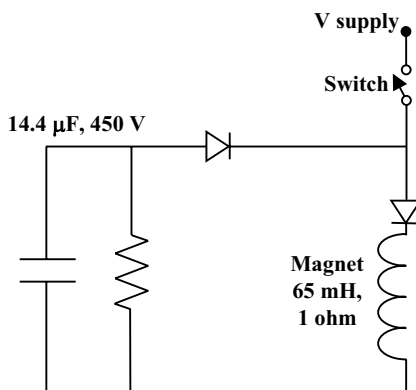 V supply
Switch
14.4 μF, 450 V
Magnet
65 mH,
1 ohm